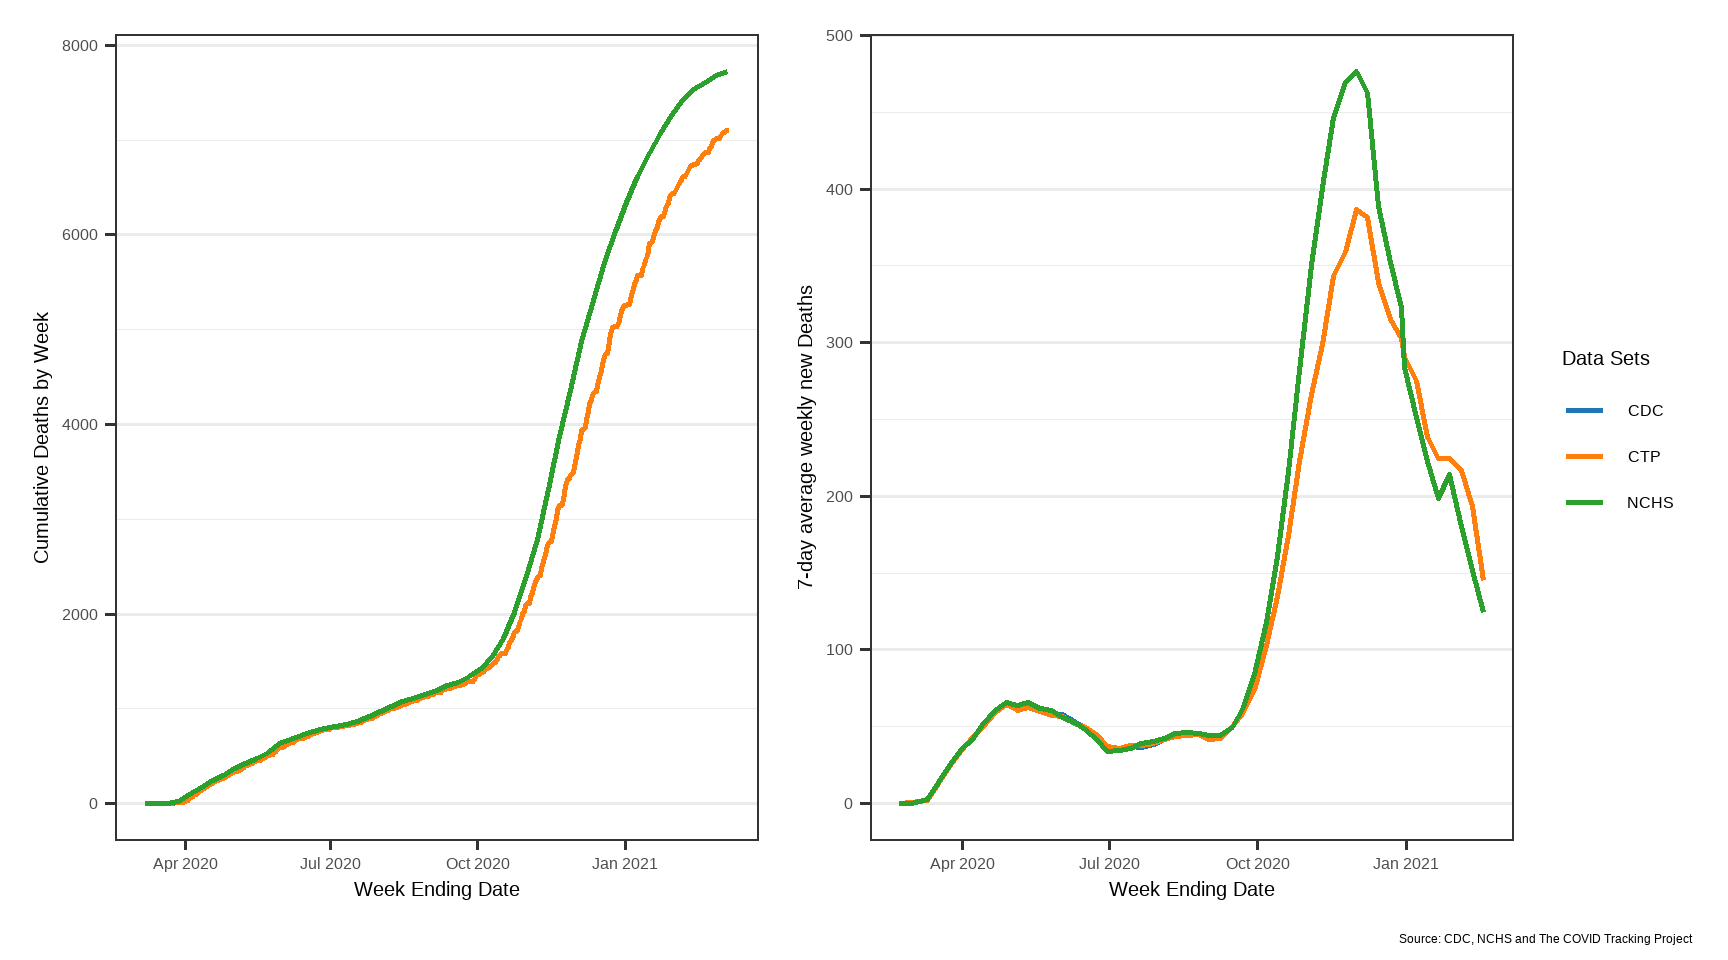 Cumulative Deaths by Week
8000
6000
4000
2000
0
Apr 2020
Jul 2020
Oct 2020
Jan 2021
Week Ending Date
7-day average weekly new Deaths
500
400
300
200
100
0
Apr 2020
Jul 2020
Oct 2020
Jan 2021
Week Ending Date
Data Sets
CDC
CTP
NCHS
Source: CDC, NCHS and The COVID Tracking Project